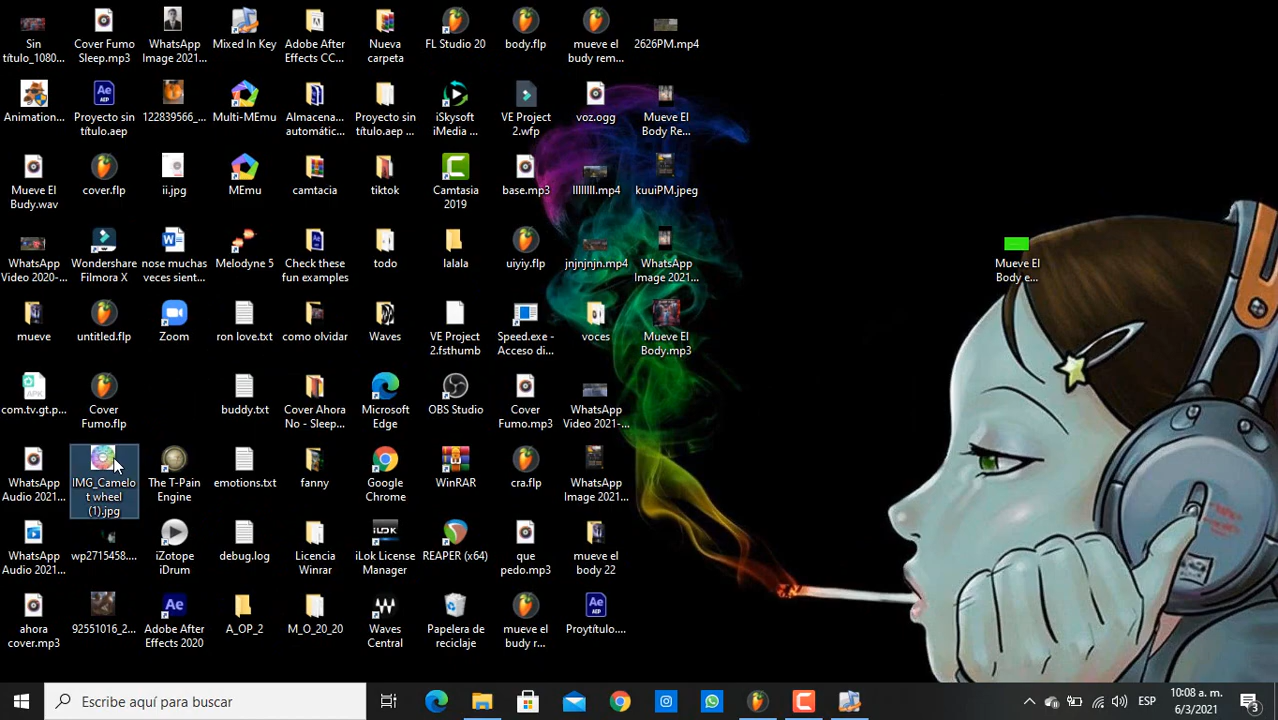 Sin
título_1080...
Cover Fumo
Sleep.mp3
WhatsApp
Image 2021...
Mixed In Key
Adobe After
Effects CC...
Nueva
carpeta
FL Studio 20
body.flp
mueve el
budy rem...
2626PM.mp4
Animation...
Proyecto sin
título.aep
122839566_...
Multi-MEmu
Almacena...
automátic...
Proyecto sin
título.aep ...
iSkysoft
iMedia ...
VE Project
2.wfp
voz.ogg
Mueve El
Body Re...
Mueve El
Budy.wav
cover.flp
ii.jpg
MEmu
camtacia
tiktok
Camtasia
2019
base.mp3
llllllll.mp4
kuuiPM.jpeg
WhatsApp
Video 2020-...
Wondershare
Filmora X
nose muchas
veces sient...
Melodyne 5
Check these
fun examples
todo
lalala
uiyiy.flp
jnjnjnjn.mp4
WhatsApp
Image 2021...
Mueve El
Body e...
mueve
untitled.flp
Zoom
ron love.txt
como olvidar
Waves
VE Project
2.fsthumb
Speed.exe -
Acceso di...
voces
Mueve El
Body.mp3
com.tv.gt.p...
Cover
Fumo.flp
buddy.txt
Cover Ahora
No - Sleep...
Microsoft
Edge
OBS Studio
Cover
Fumo.mp3
WhatsApp
Video 2021-...
WhatsApp
Audio 2021...
IMG_Camelo
t wheel
(1).jpg
The T-Pain
Engine
emotions.txt
fanny
Google
Chrome
WinRAR
cra.flp
WhatsApp
Image 2021...
WhatsApp
Audio 2021...
wp2715458....
iZotope
iDrum
debug.log
Licencia
Winrar
iLok License
Manager
REAPER (x64)
que
pedo.mp3
mueve el
body 22
ahora
cover.mp3
92551016_2...
Adobe After
Effects 2020
A_OP_2
M_O_20_20
Waves
Central
Papelera de
reciclaje
mueve el
budy r...
Proytítulo....
Escribe aquí para buscar
ESP
10:08 a. m.
6/3/2021
3